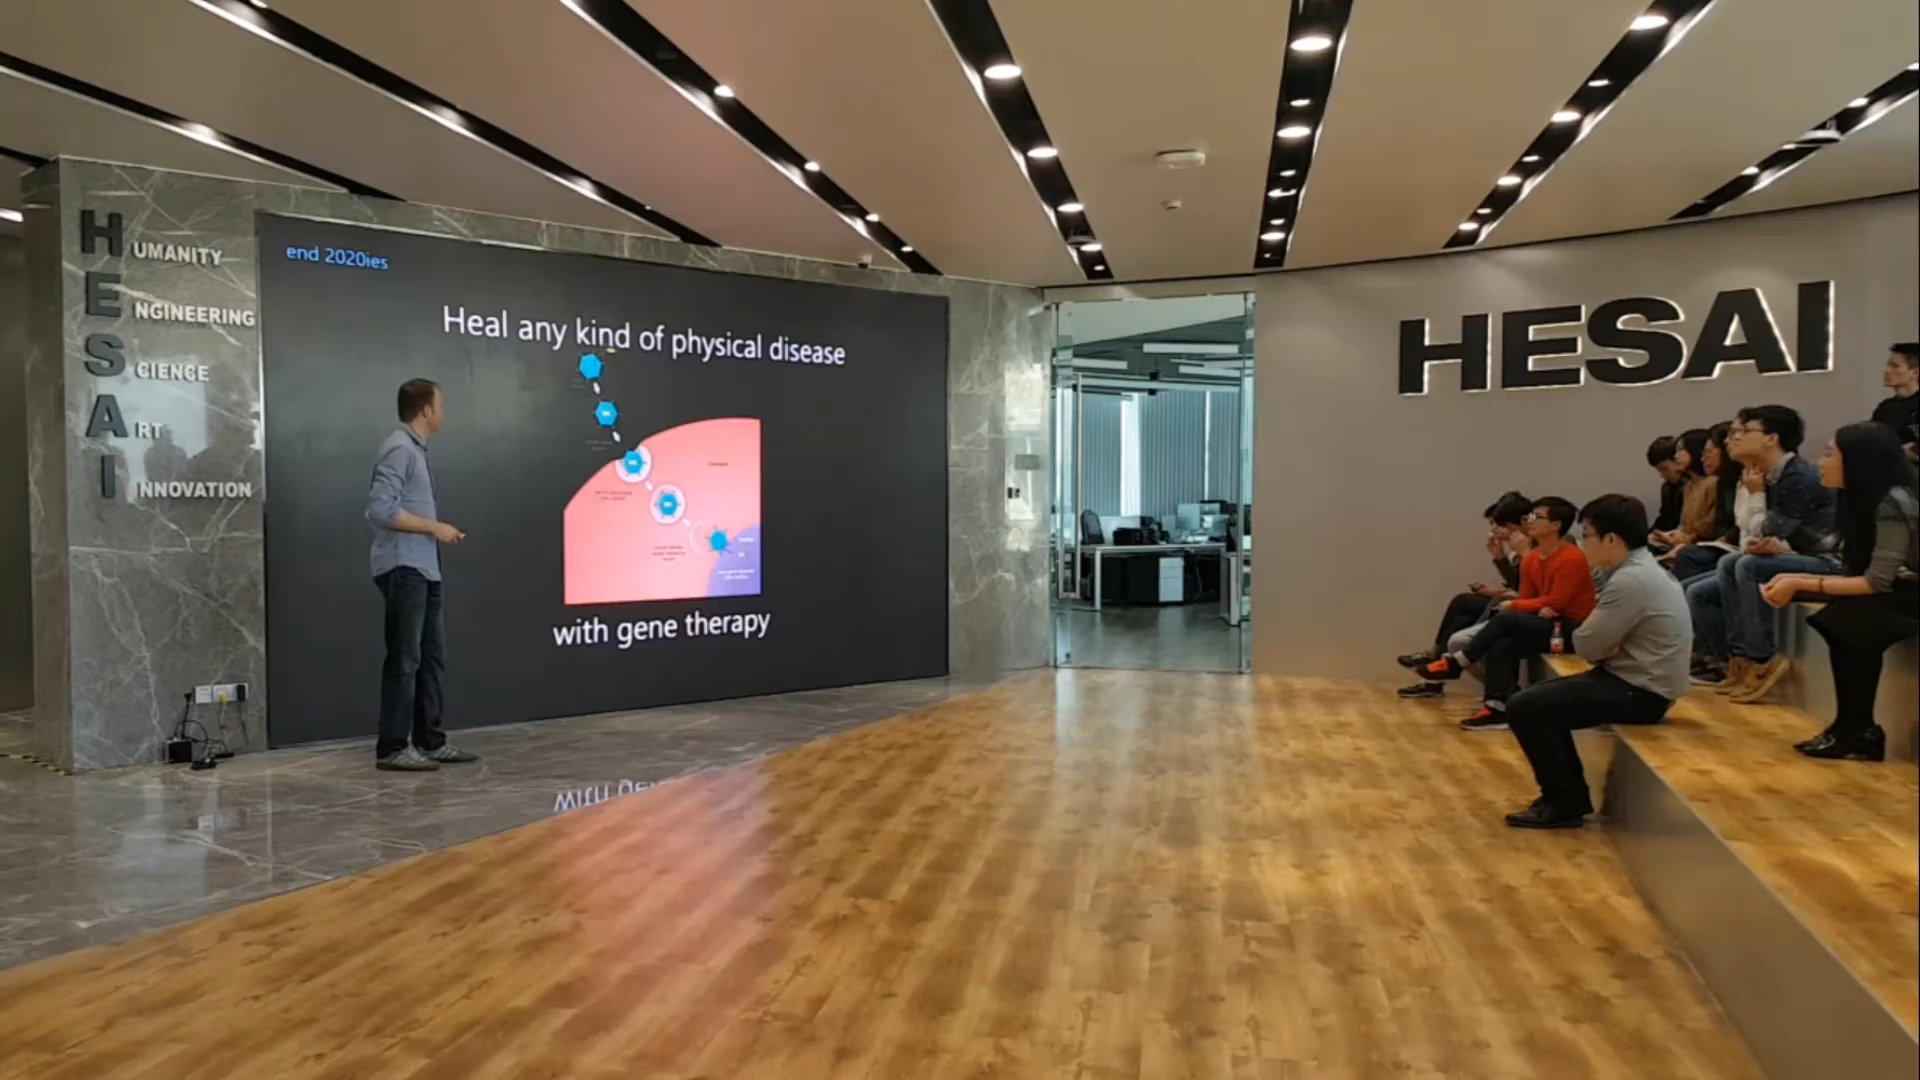 HUMANITY
ENGINEERING
SCIENCE
ART
INNOVATION
end 2020ies
Heal any kind of physical disease
with gene therapy
HESAI